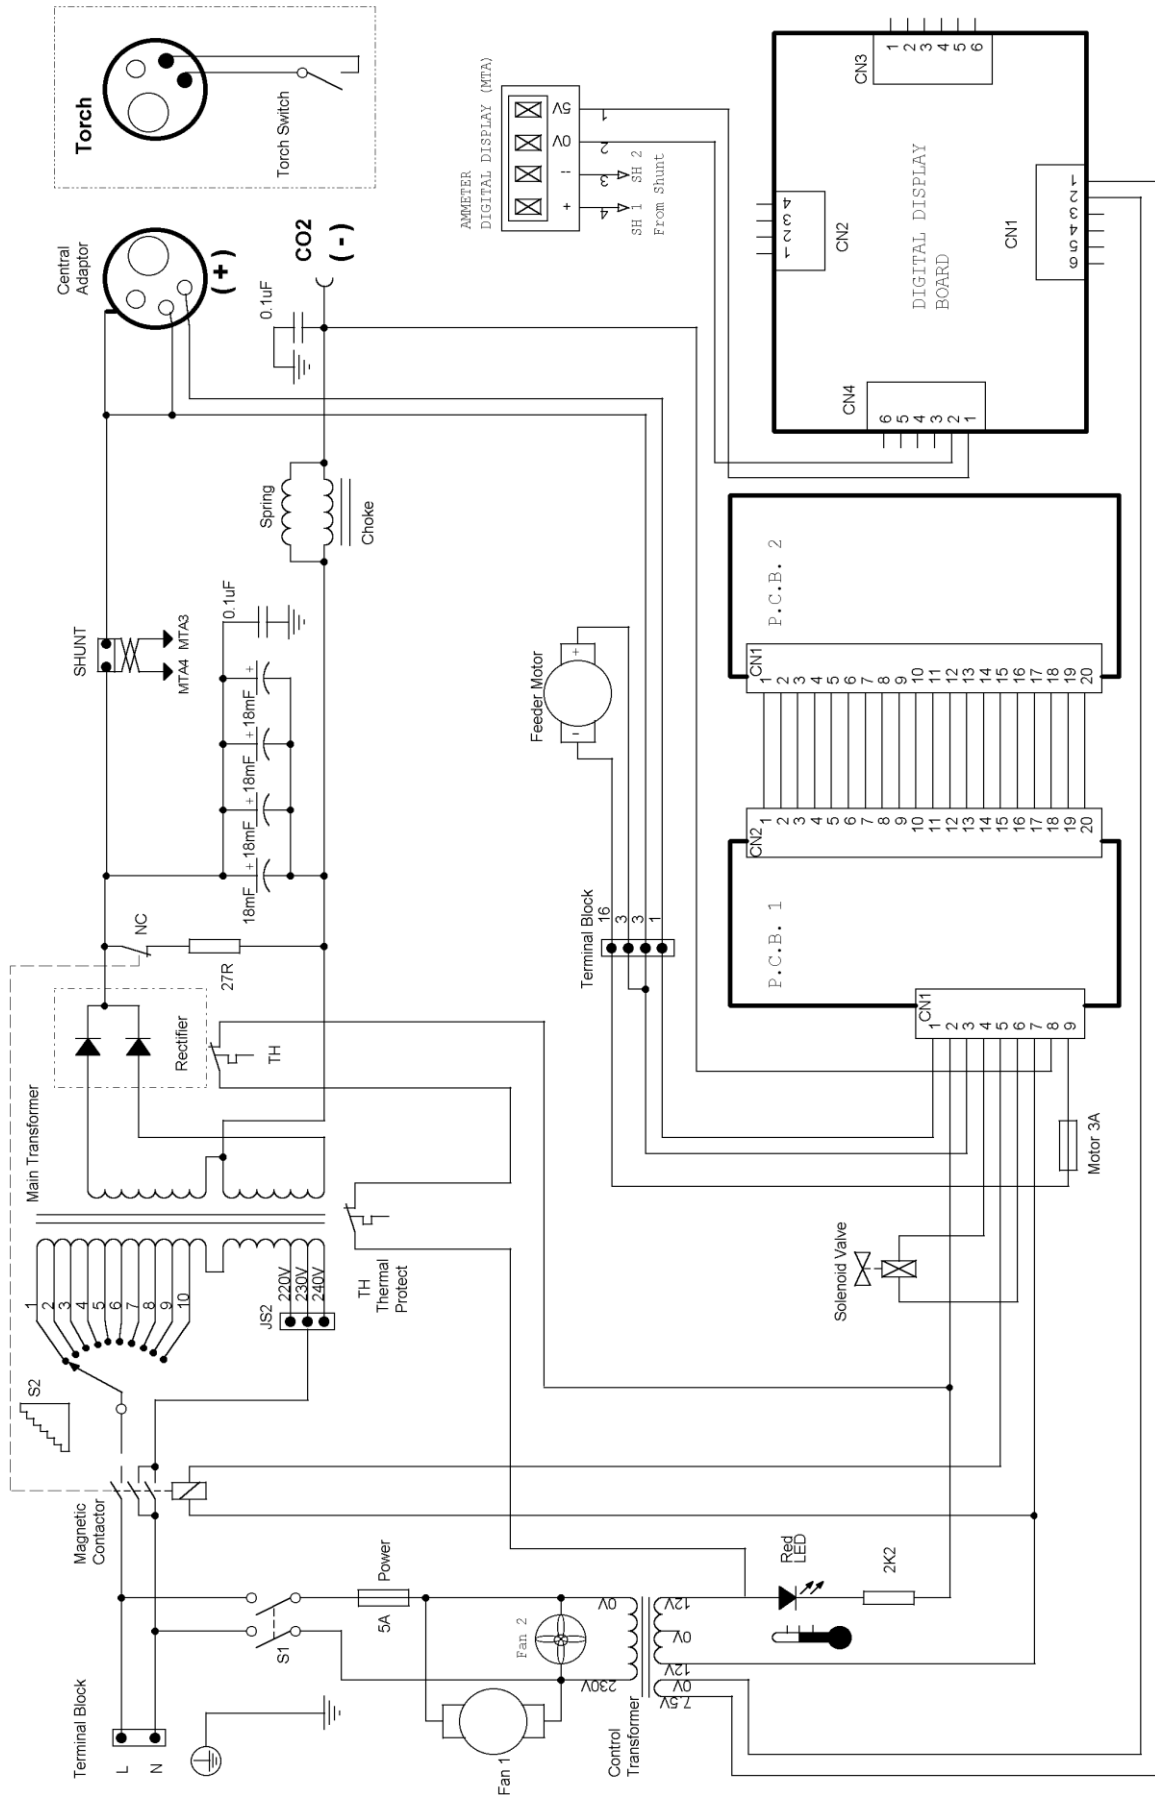 Terminal Block
L
N
Magnetic
Contactor
S2
1
2
3
4
5
6
7
8
9
10
JS2
220V
230V
240V
Main Transformer
Rectifier
TH
NC
27R
18mF
+
18mF
+
18mF
+
18mF
+
0.1uF
SHUNT
MTA4
MTA3
Spring
Choke
0.1uF
Central
Adaptor
(+)
CO2
(-)
Torch
Torch Switch
S1
5A
Power
Fan 1
Fan 2
TH
Thermal
Protect
Control
Transformer
0V
230V
12V
0V
12V
0V
7.5V
Red
LED
2K2
Solenoid Valve
Motor 3A
Terminal Block
16
3
3
1
Feeder Motor
-
+
AMMETER
DIGITAL DISPLAY (MTA)
+
--
0V
5V
4
3
2
1
SH 1
SH 2
From Shunt
P.C.B. 1
CN1
1
2
3
4
5
6
7
8
9
CN2
1
2
3
4
5
6
7
8
9
10
11
12
13
14
15
16
17
18
19
20
P.C.B. 2
CN1
1
2
3
4
5
6
7
8
9
10
11
12
13
14
15
16
17
18
19
20
DIGITAL DISPLAY
BOARD
CN4
6
5
4
3
2
1
CN2
1
2
3
4
CN3
1
2
3
4
5
6
CN1
6
5
4
3
2
1